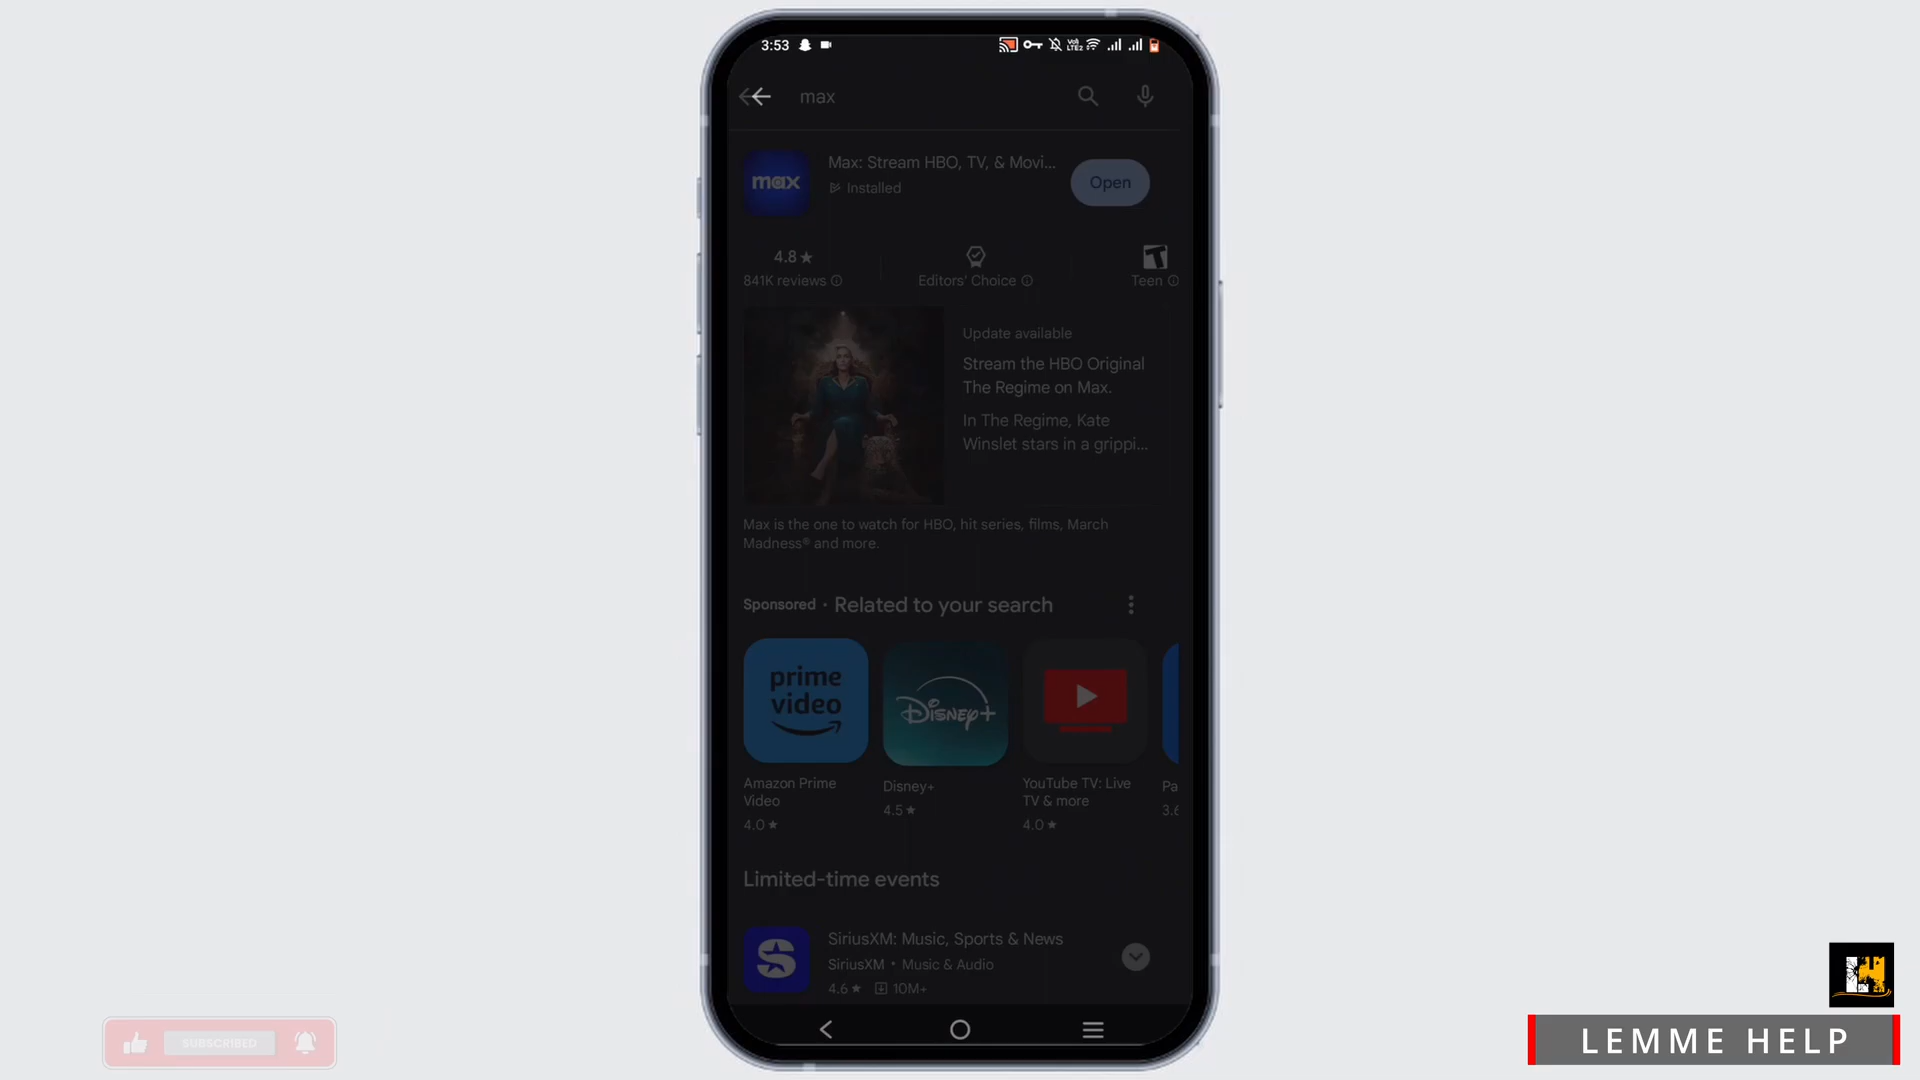 3:53
max
max
Max: Stream HBO, TV, & Movi...
Installed
Open
4.8★
841K reviews
Editors' Choice
T
Teen
Update available
Stream the HBO Original
The Regime on Max.
In The Regime, Kate
Winslet stars in a grippi...
Max is the one to watch for HBO, hit series, films, March
Madness® and more.
Sponsored · Related to your search
prime
video
Disney+
Amazon Prime
Video
4.0★
Disney+
4.5★
YouTube TV: Live
TV & more
4.0★
Pa
3.6
Limited-time events
S
SiriusXM: Music, Sports & News
SiriusXM • Music & Audio
4.6★ 10M+
SUBSCRIBED
LH
LEMME HELP